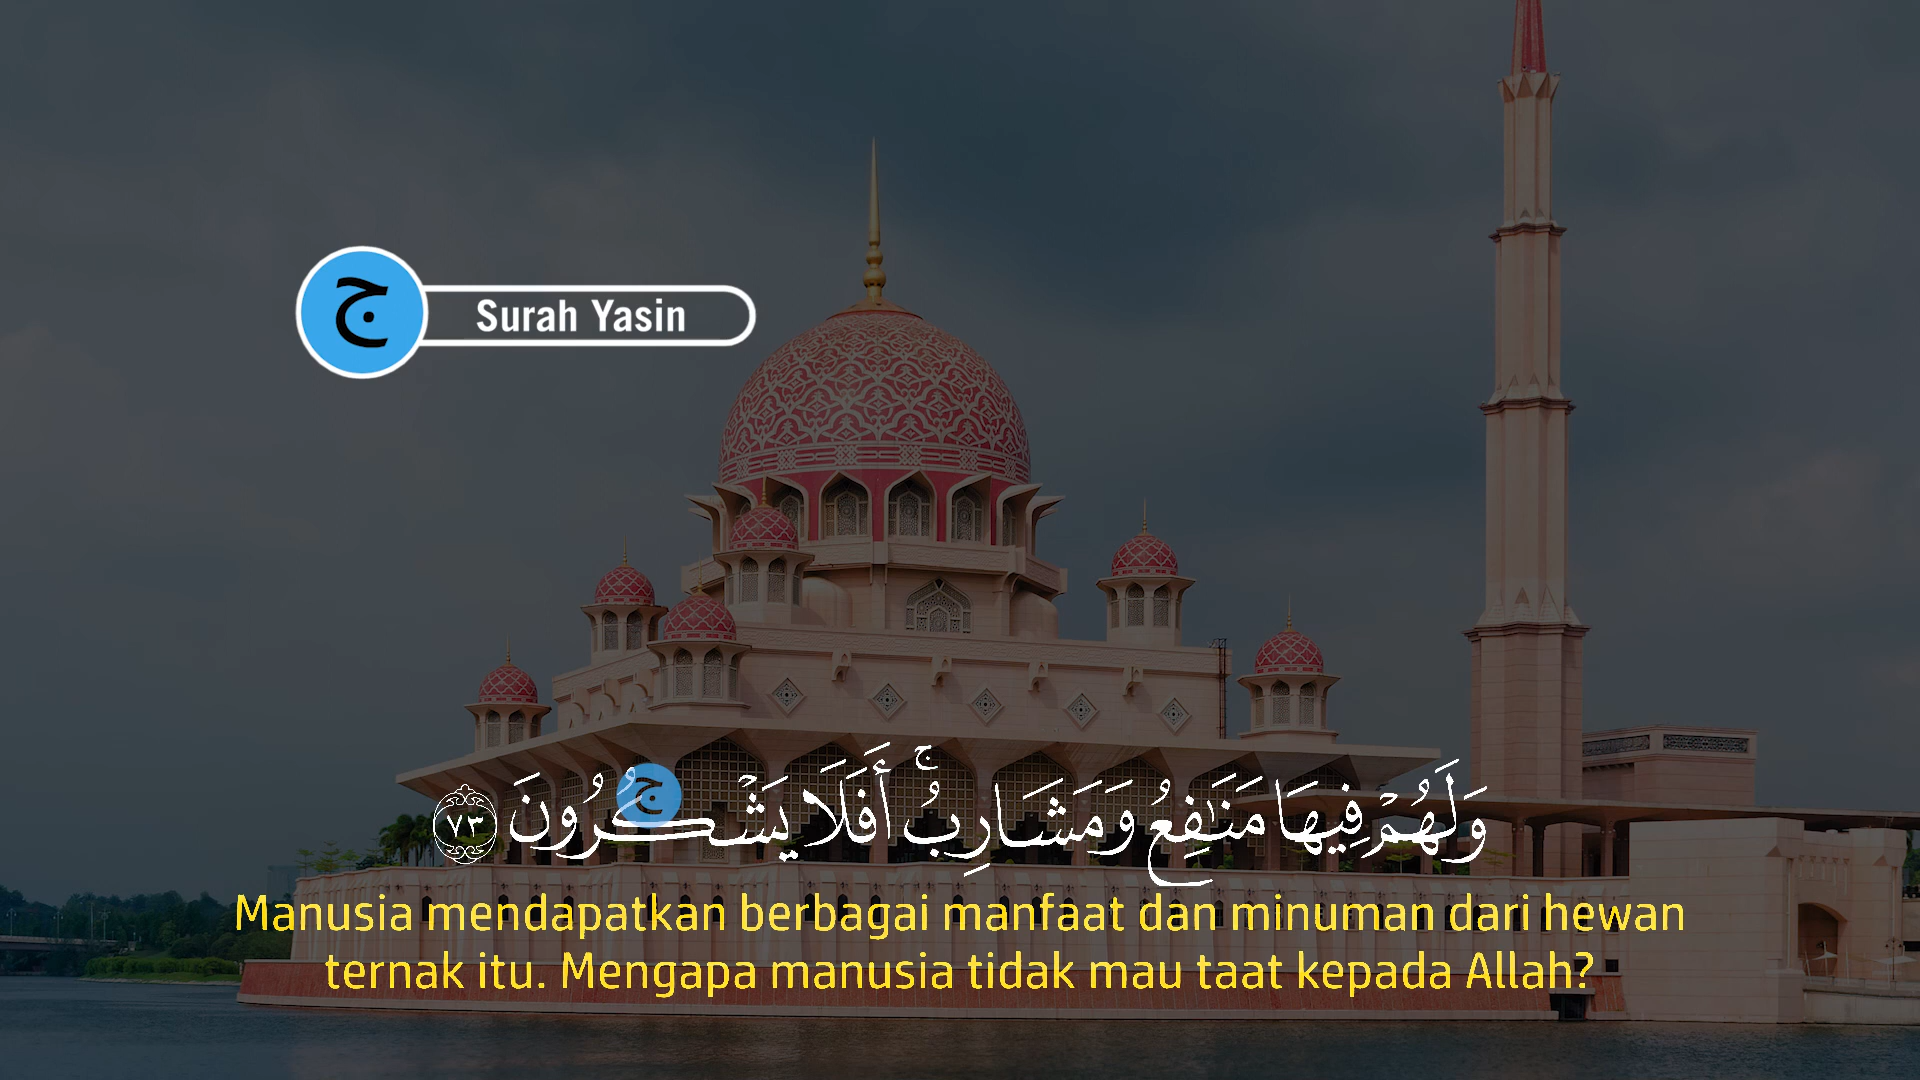 ج
Surah Yasin
وَلَهُمْ فِيهَا مَنَٰفِعُ وَمَشَارِبُ ۚ أَفَلَا يَشْكُرُونَ ٧٣
ج
Manusia mendapatkan berbagai manfaat dan minuman dari hewan
ternak itu. Mengapa manusia tidak mau taat kepada Allah?